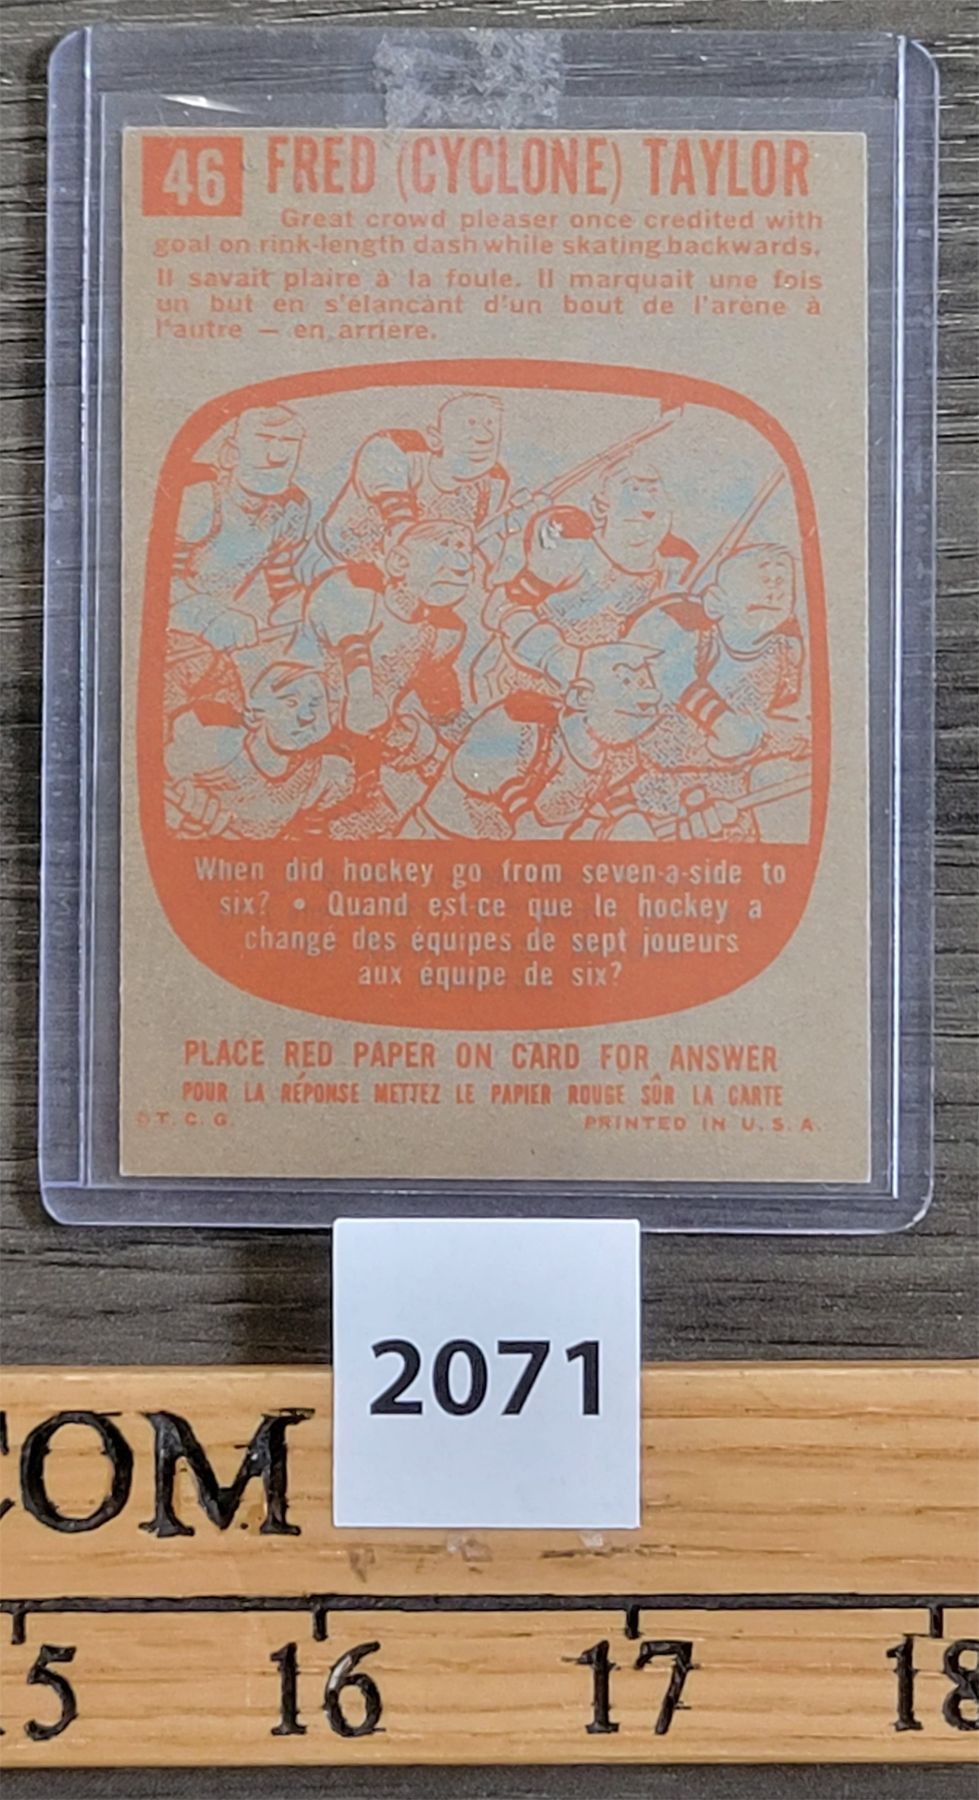 46 FRED (CYCLONE) TAYLOR
Great crowd pleaser once credited with
goal on rink-length dash while skating backwards.
Il savait plaire à la foule. Il marquait une fois
un but en s'élancant d'un bout de l'arène à
l'autre — en arrière.
When did hockey go from seven-a-side to
six? • Quand est-ce que le hockey a
changé des équipes de sept joueurs
aux équipe de six?
PLACE RED PAPER ON CARD FOR ANSWER
POUR LA RÉPONSE METTEZ LE PAPIER ROUGE SÛR LA CARTE
©T. C. G. PRINTED IN U. S. A.
2071
COM
15 16 17 18